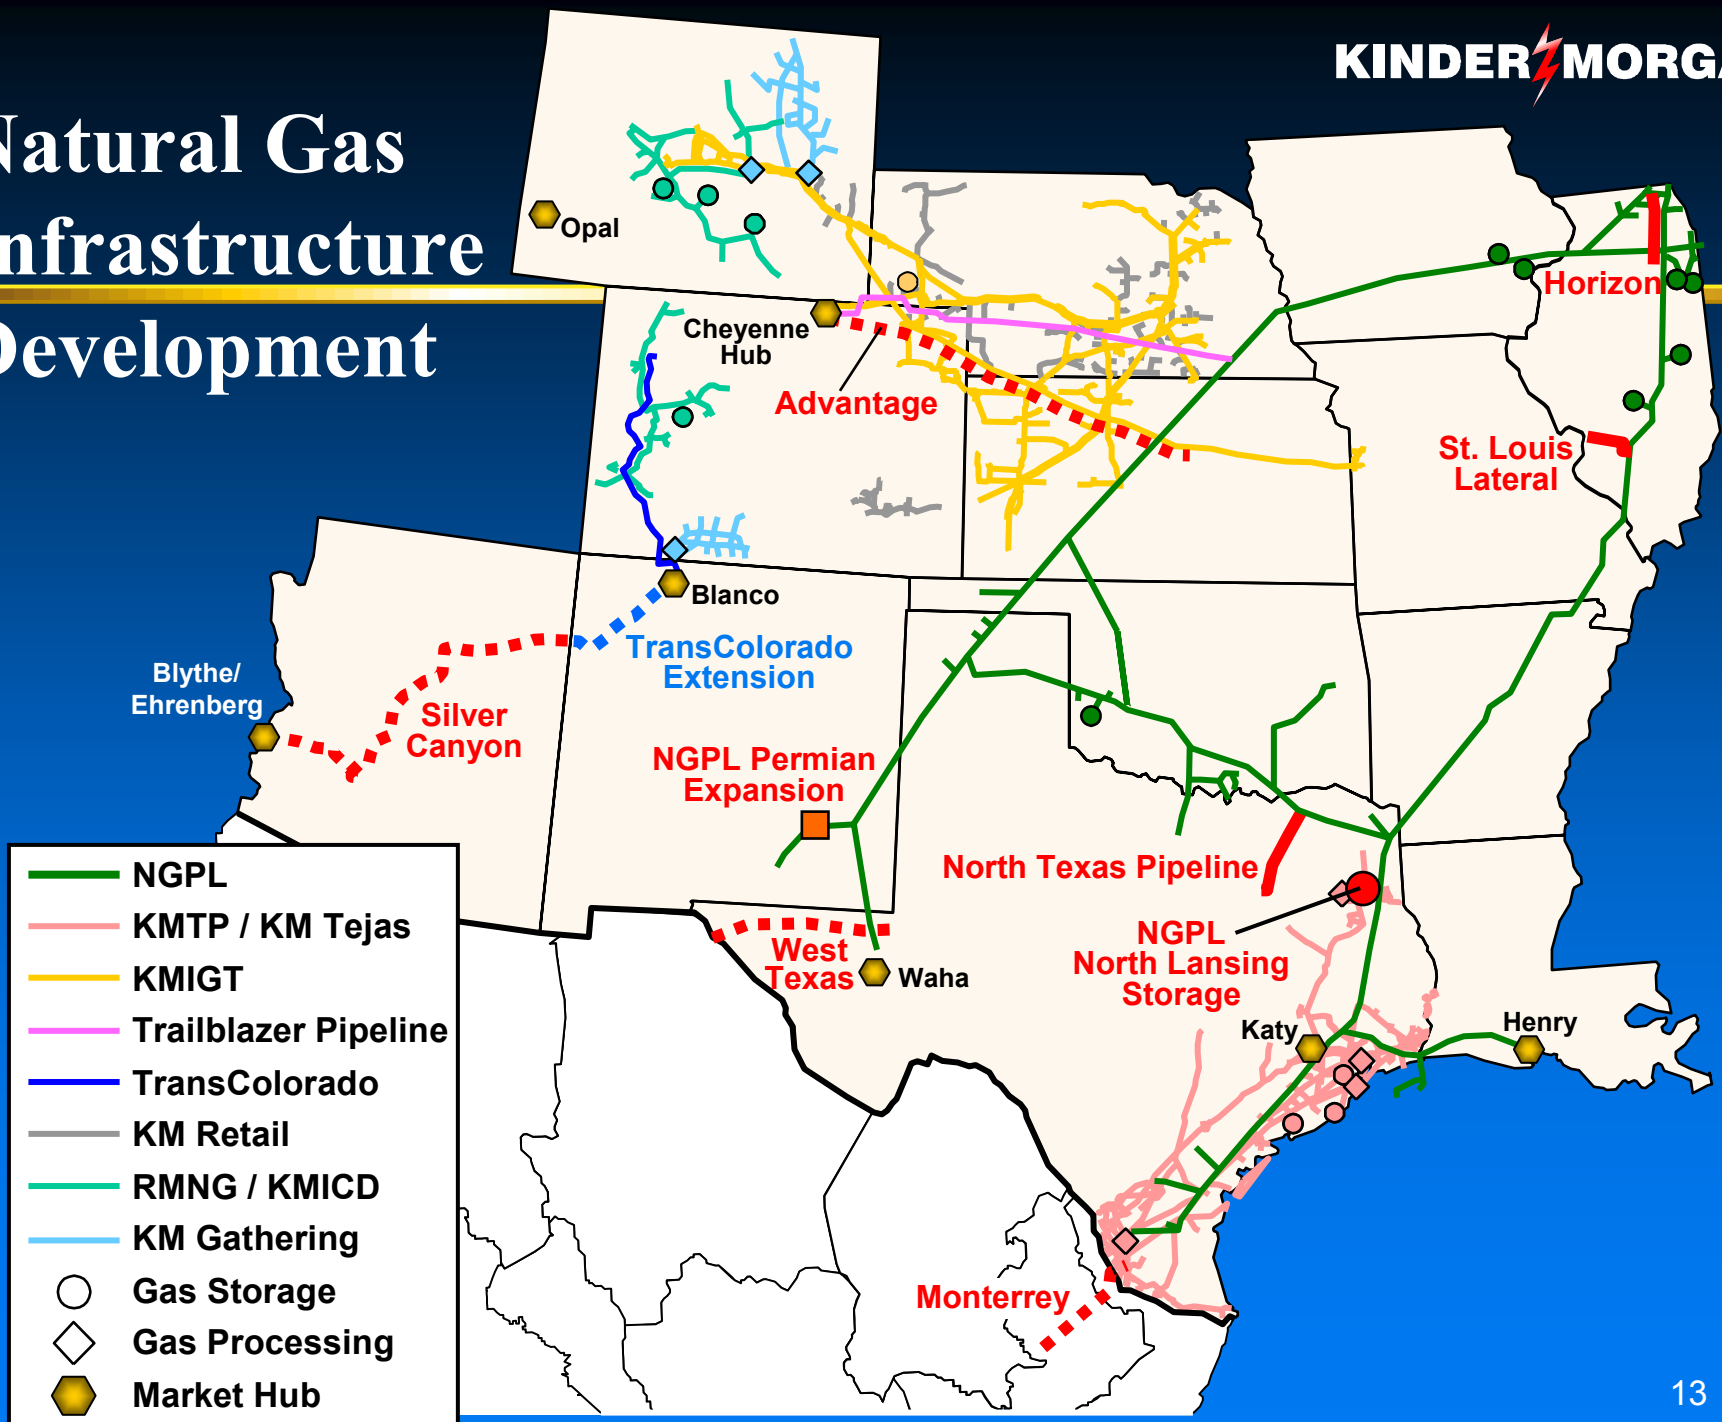 KINDER MORGA
Natural Gas
nfrastructure
Development
Opal
Cheyenne
Hub
Advantage
Horizon
St. Louis
Lateral
Blanco
TransColorado
Extension
Blythe/
Ehrenberg
Silver
Canyon
NGPL Permian
Expansion
North Texas Pipeline
NGPL
North Lansing
Storage
West
Texas
Waha
Katy
Henry
Monterrey
NGPL
KMTP / KM Tejas
KMIGT
Trailblazer Pipeline
TransColorado
KM Retail
RMNG / KMICD
KM Gathering
Gas Storage
Gas Processing
Market Hub
13